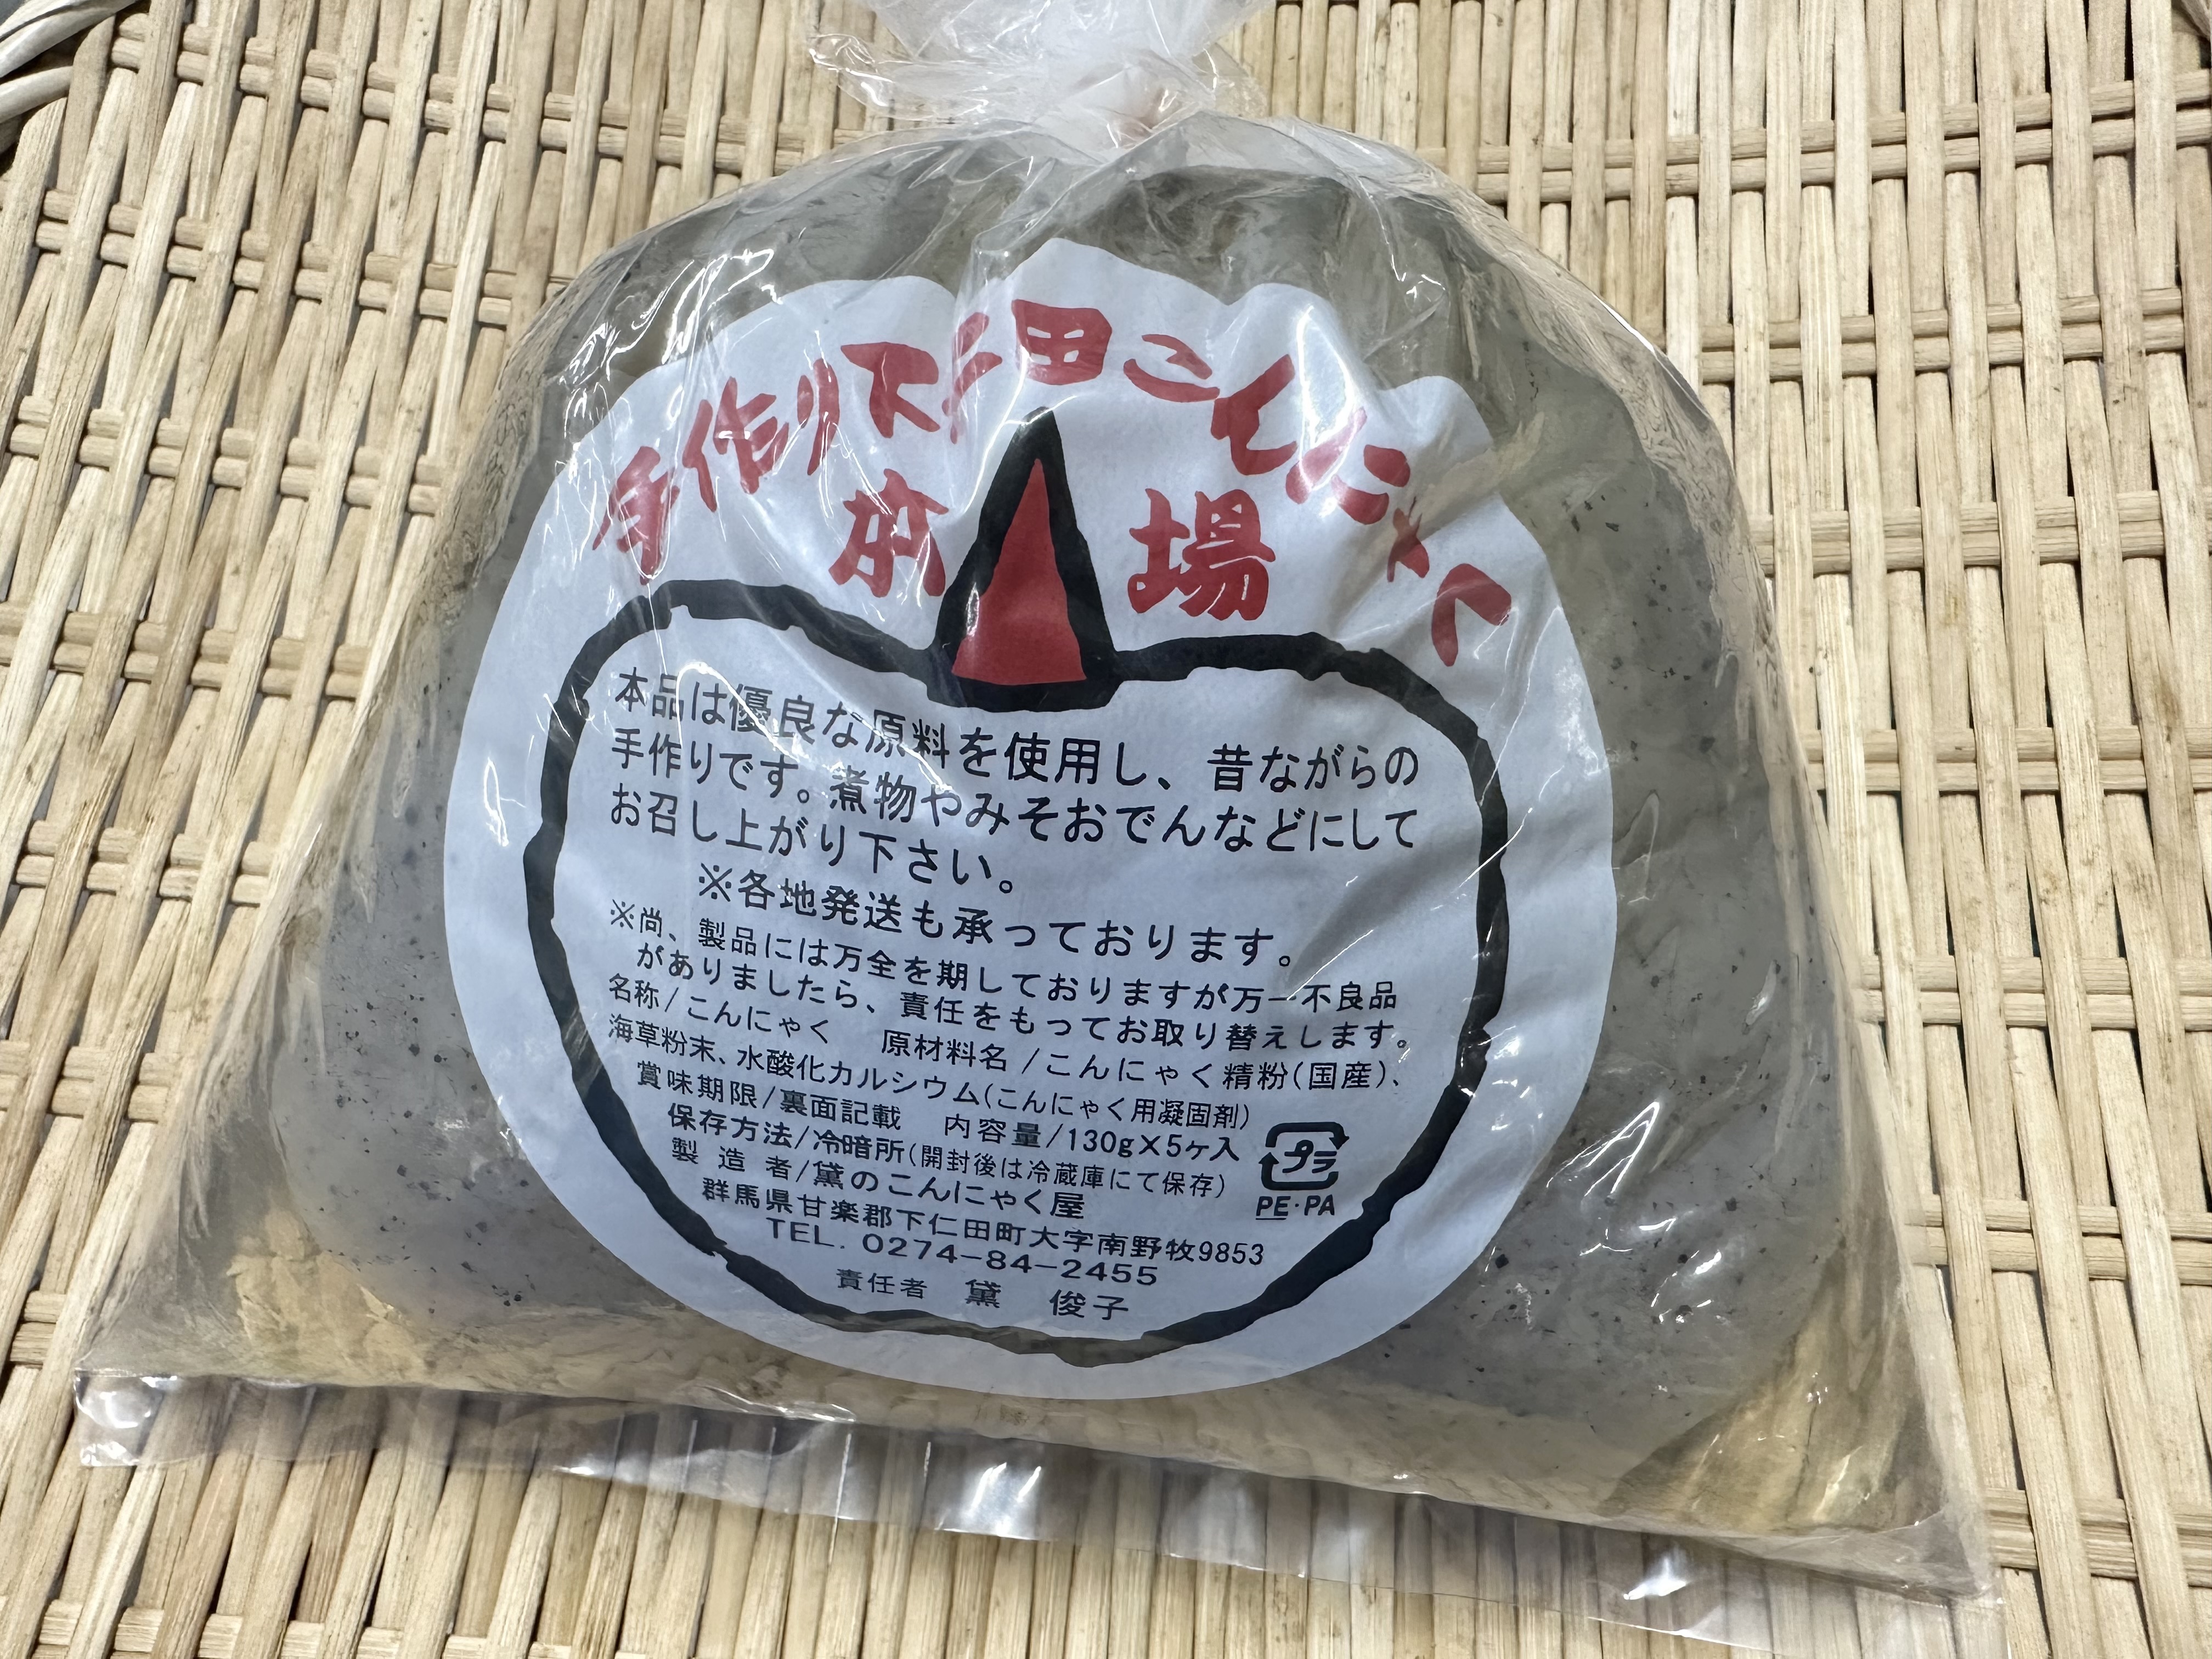 手作り下仁田こんにゃく
本場
本品は優良な原料を使用し、昔ながらの
手作りです。煮物やみそおでんなどにして
お召し上がり下さい。
※各地発送も承っております。
※尚、製品には万全を期しておりますが万一不良品
がありましたら、責任をもってお取り替えします。
名称/こんにゃく 原材料名/こんにゃく精粉(国産)、
海草粉末、水酸化カルシウム(こんにゃく用凝固剤)
賞味期限/裏面記載 内容量/130g×5ヶ入
保存方法/冷暗所(開封後は冷蔵庫にて保存)
製造者/黛のこんにゃく屋
群馬県甘楽郡下仁田町大字南野牧9853
TEL. 0274-84-2455
責任者 黛 俊子
プラ
PE・PA